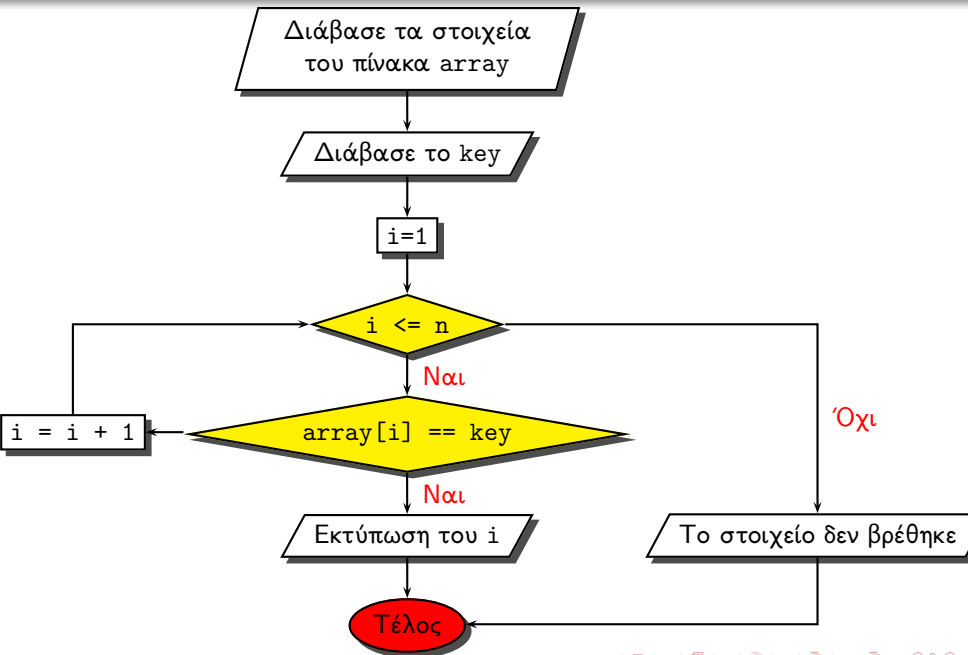 Διάβασε τα στοιχεία
του πίνακα array
Διάβασε το key
i=1
i <= n
Ναι
Όχι
i = i + 1
array[i] == key
Ναι
Εκτύπωση του i
Το στοιχείο δεν βρέθηκε
Τέλος